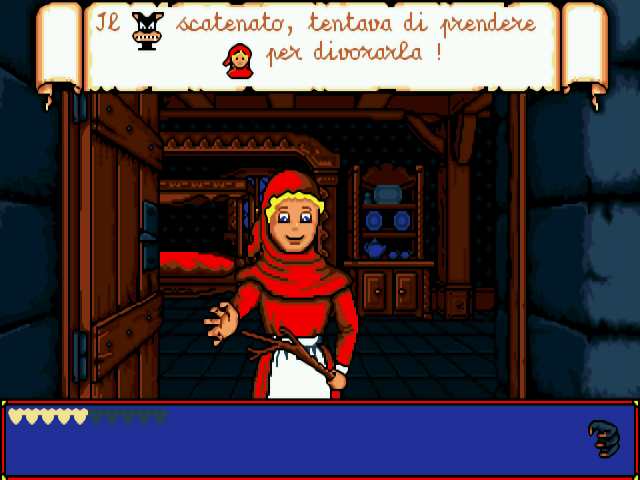 Il scatenato, tentava di prendere
per divorarla !